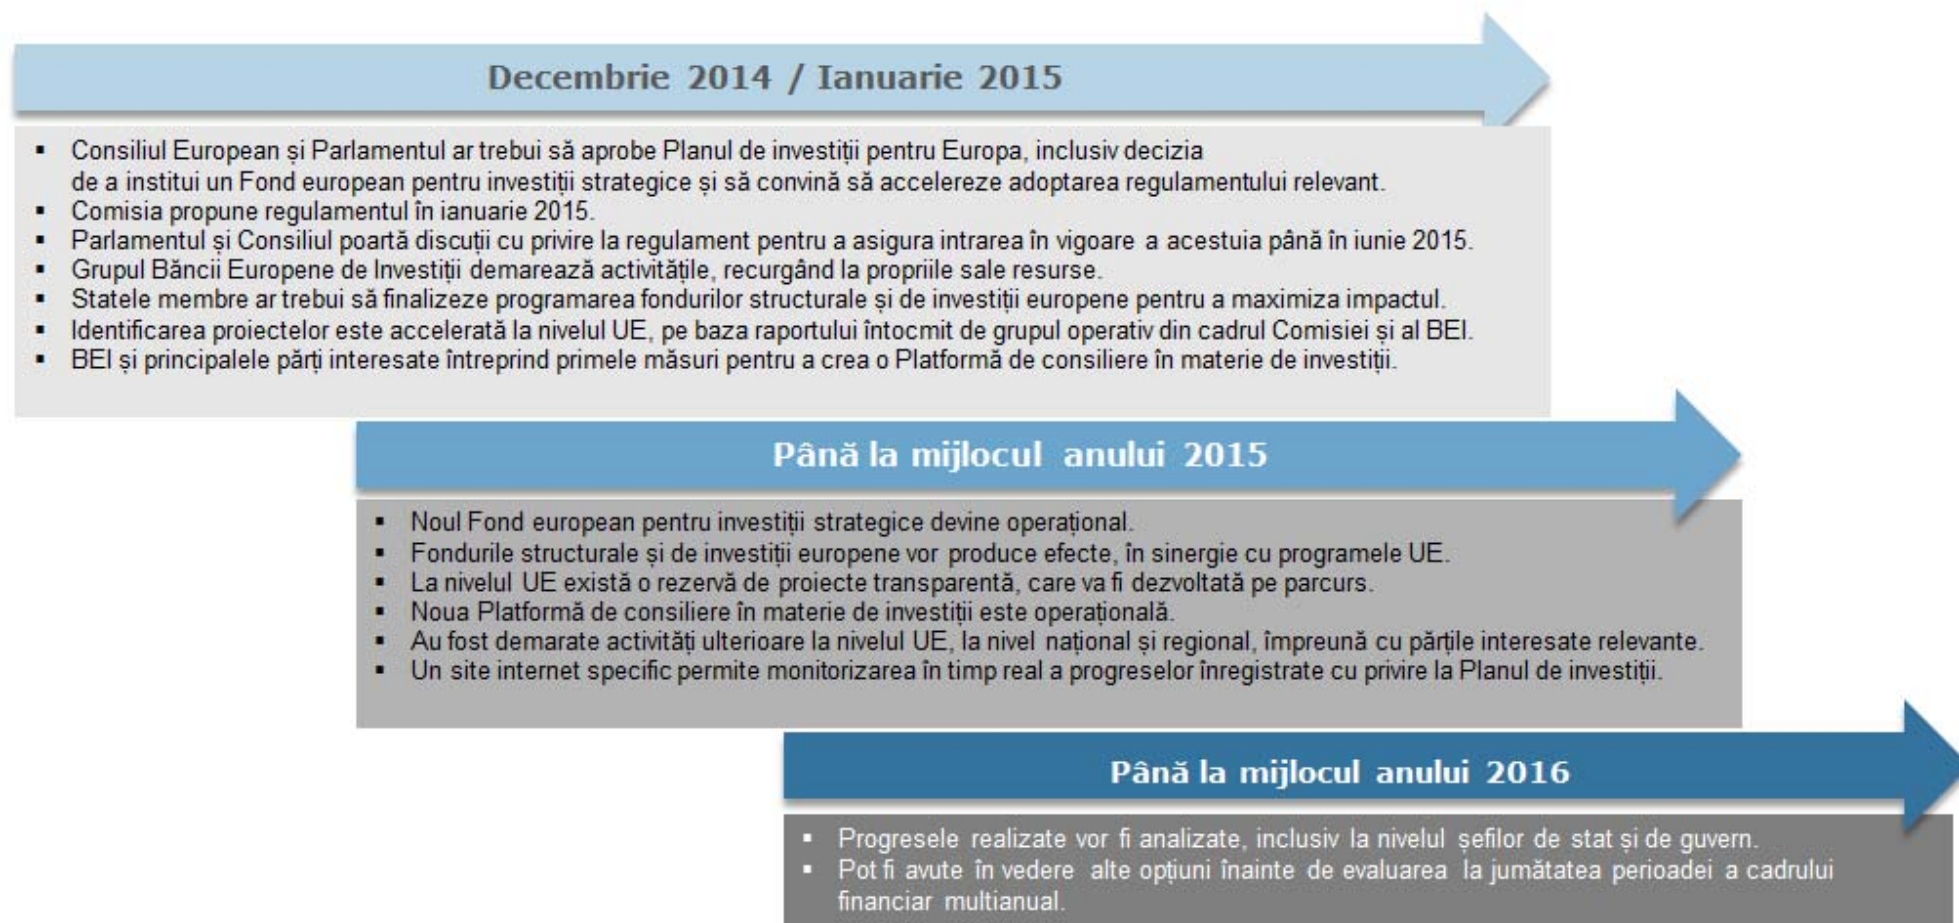 Decembrie 2014 / Ianuarie 2015
▪ Consiliul European și Parlamentul ar trebui să aprobe Planul de investiții pentru Europa, inclusiv decizia
de a institui un Fond european pentru investiții strategice și să convină să accelereze adoptarea regulamentului relevant.
▪ Comisia propune regulamentul în ianuarie 2015.
▪ Parlamentul și Consiliul poartă discuții cu privire la regulament pentru a asigura intrarea în vigoare a acestuia până în iunie 2015.
▪ Grupul Băncii Europene de Investiții demarează activitățile, recurgând la propriile sale resurse.
▪ Statele membre ar trebui să finalizeze programarea fondurilor structurale și de investiții europene pentru a maximiza impactul.
▪ Identificarea proiectelor este accelerată la nivelul UE, pe baza raportului întocmit de grupul operativ din cadrul Comisiei și al BEI.
▪ BEI și principalele părți interesate întreprind primele măsuri pentru a crea o Platformă de consiliere în materie de investiții.
Până la mijlocul anului 2015
▪ Noul Fond european pentru investiții strategice devine operațional.
▪ Fondurile structurale și de investiții europene vor produce efecte, în sinergie cu programele UE.
▪ La nivelul UE există o rezervă de proiecte transparentă, care va fi dezvoltată pe parcurs.
▪ Noua Platformă de consiliere în materie de investiții este operațională.
▪ Au fost demarate activități ulterioare la nivelul UE, la nivel național și regional, împreună cu părțile interesate relevante.
▪ Un site internet specific permite monitorizarea în timp real a progreselor înregistrate cu privire la Planul de investiții.
Până la mijlocul anului 2016
▪ Progresele realizate vor fi analizate, inclusiv la nivelul șefilor de stat și de guvern.
▪ Pot fi avute în vedere alte opțiuni înainte de evaluarea la jumătatea perioadei a cadrului
financiar multianual.